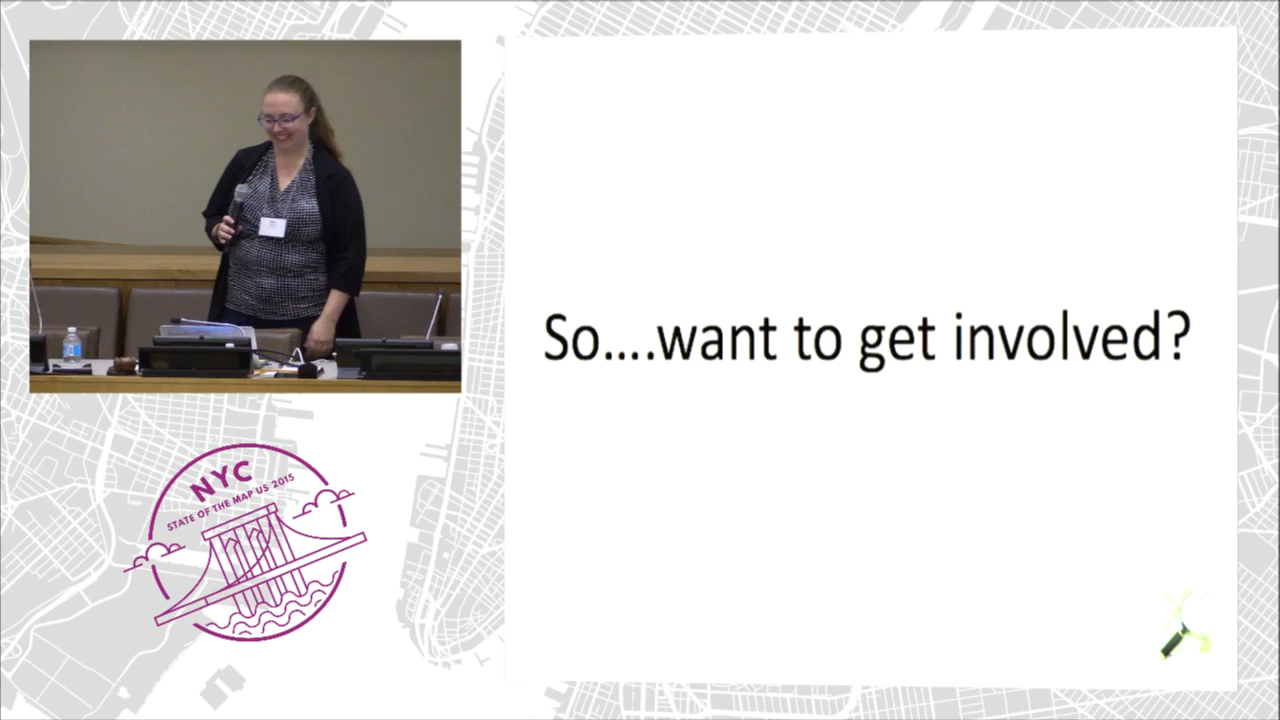 So....want to get involved?
NYC
STATE OF THE MAP US 2015